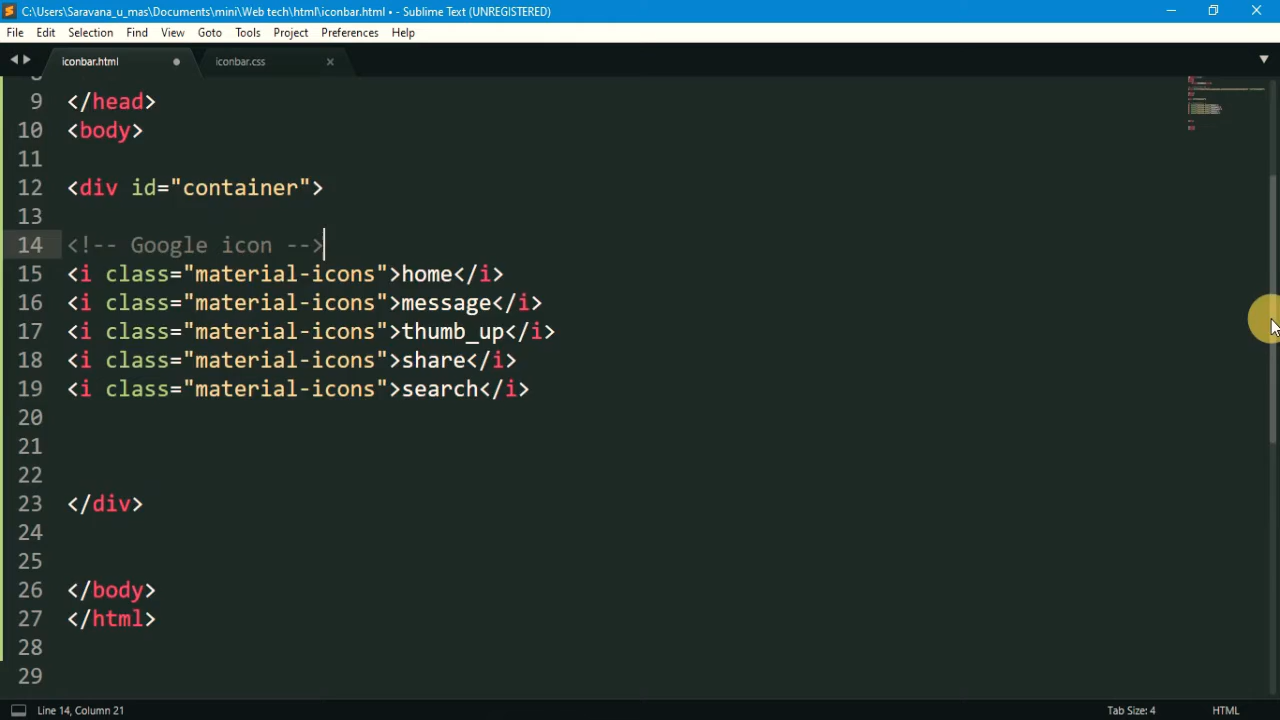 C:\Users\Saravana_u_mas\Documents\mini\Web tech\html\iconbar.html • - Sublime Text (UNREGISTERED)
File Edit Selection Find View Goto Tools Project Preferences Help
iconbar.html iconbar.css
9 </head>
10 <body>
11
12 <div id="container">
13
14 <!-- Google icon -->
15 <i class="material-icons">home</i>
16 <i class="material-icons">message</i>
17 <i class="material-icons">thumb_up</i>
18 <i class="material-icons">share</i>
19 <i class="material-icons">search</i>
20
21
22
23 </div>
24
25
26 </body>
27 </html>
28
29
Line 14, Column 21 Tab Size: 4 HTML